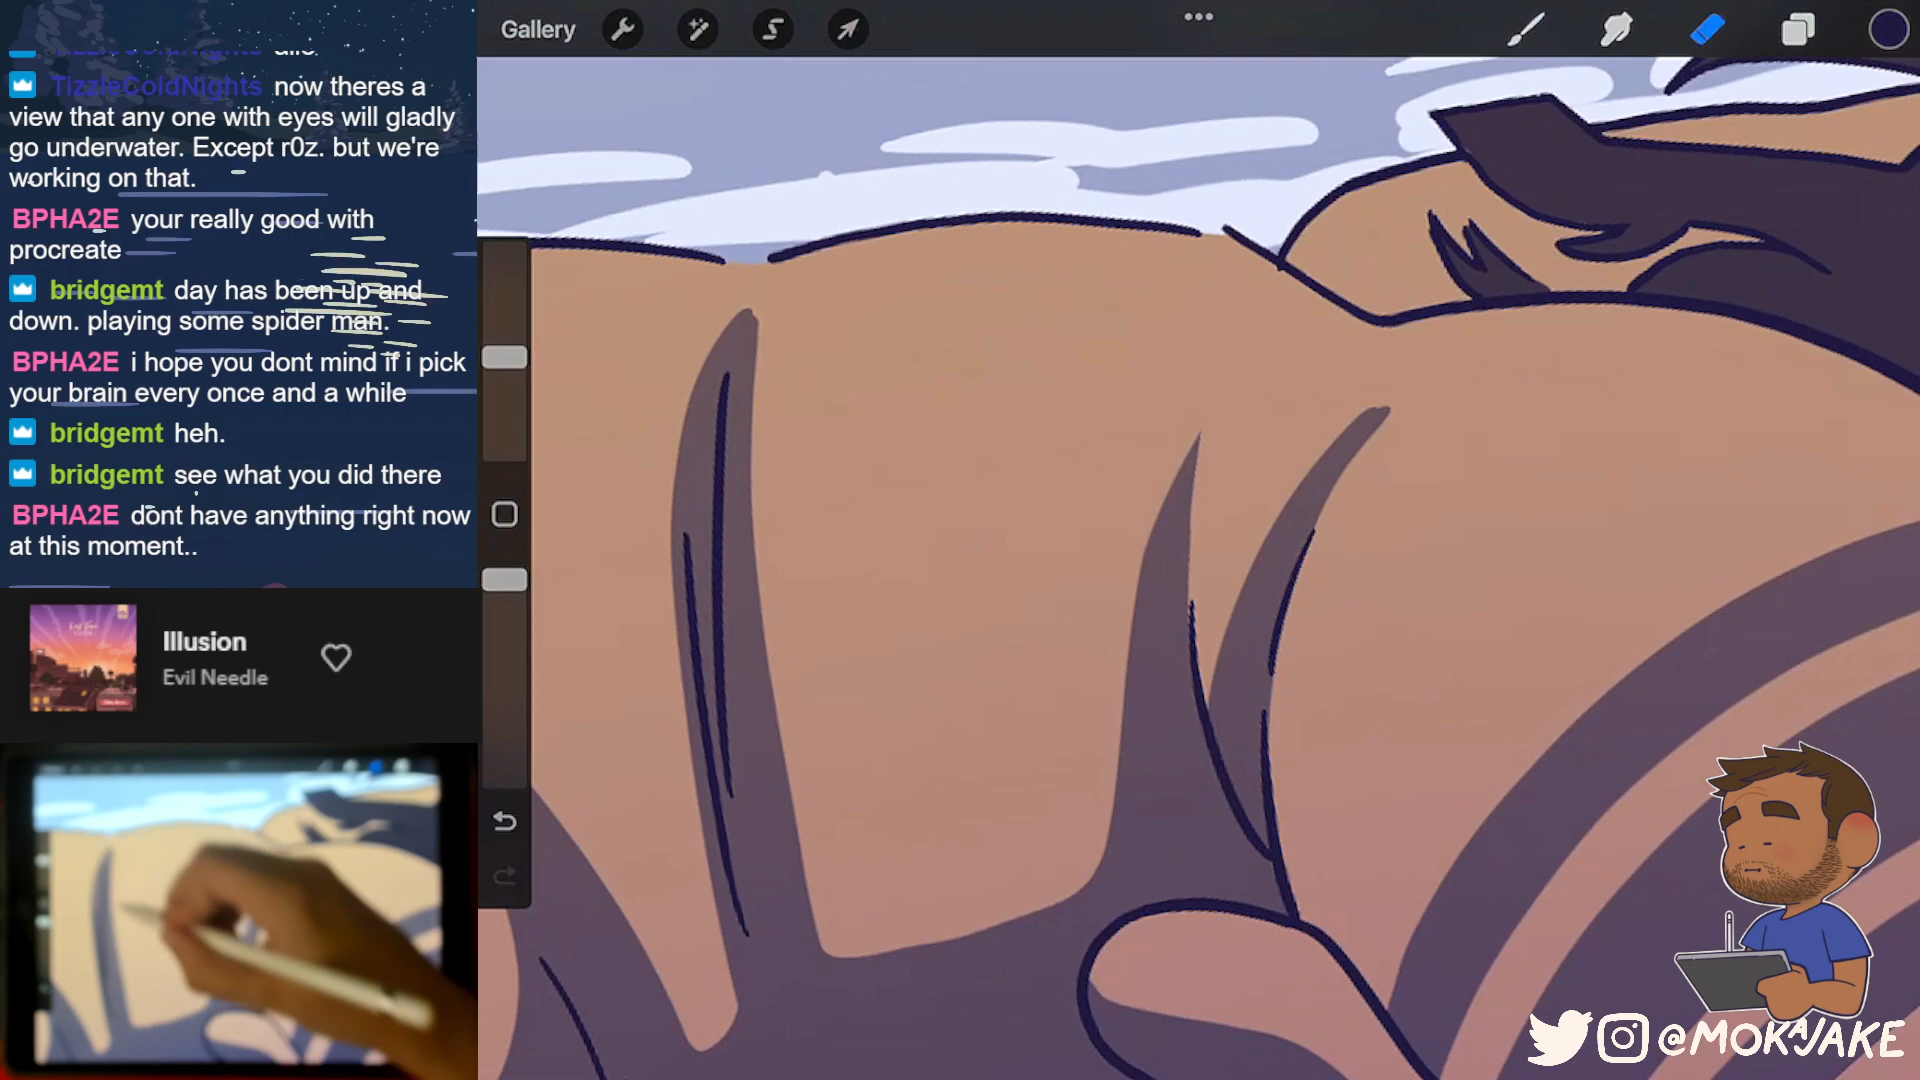 Gallery
TizzleColdNights now theres a
view that any one with eyes will gladly
go underwater. Except r0z. but we're
working on that.
BPHA2E your really good with
procreate
bridgemt day has been up and
down. playing some spider man.
BPHA2E i hope you dont mind if i pick
your brain every once and a while
bridgemt heh.
bridgemt see what you did there
BPHA2E dont have anything right now
at this moment..
Illusion
Evil Needle
@MOKAJAKE